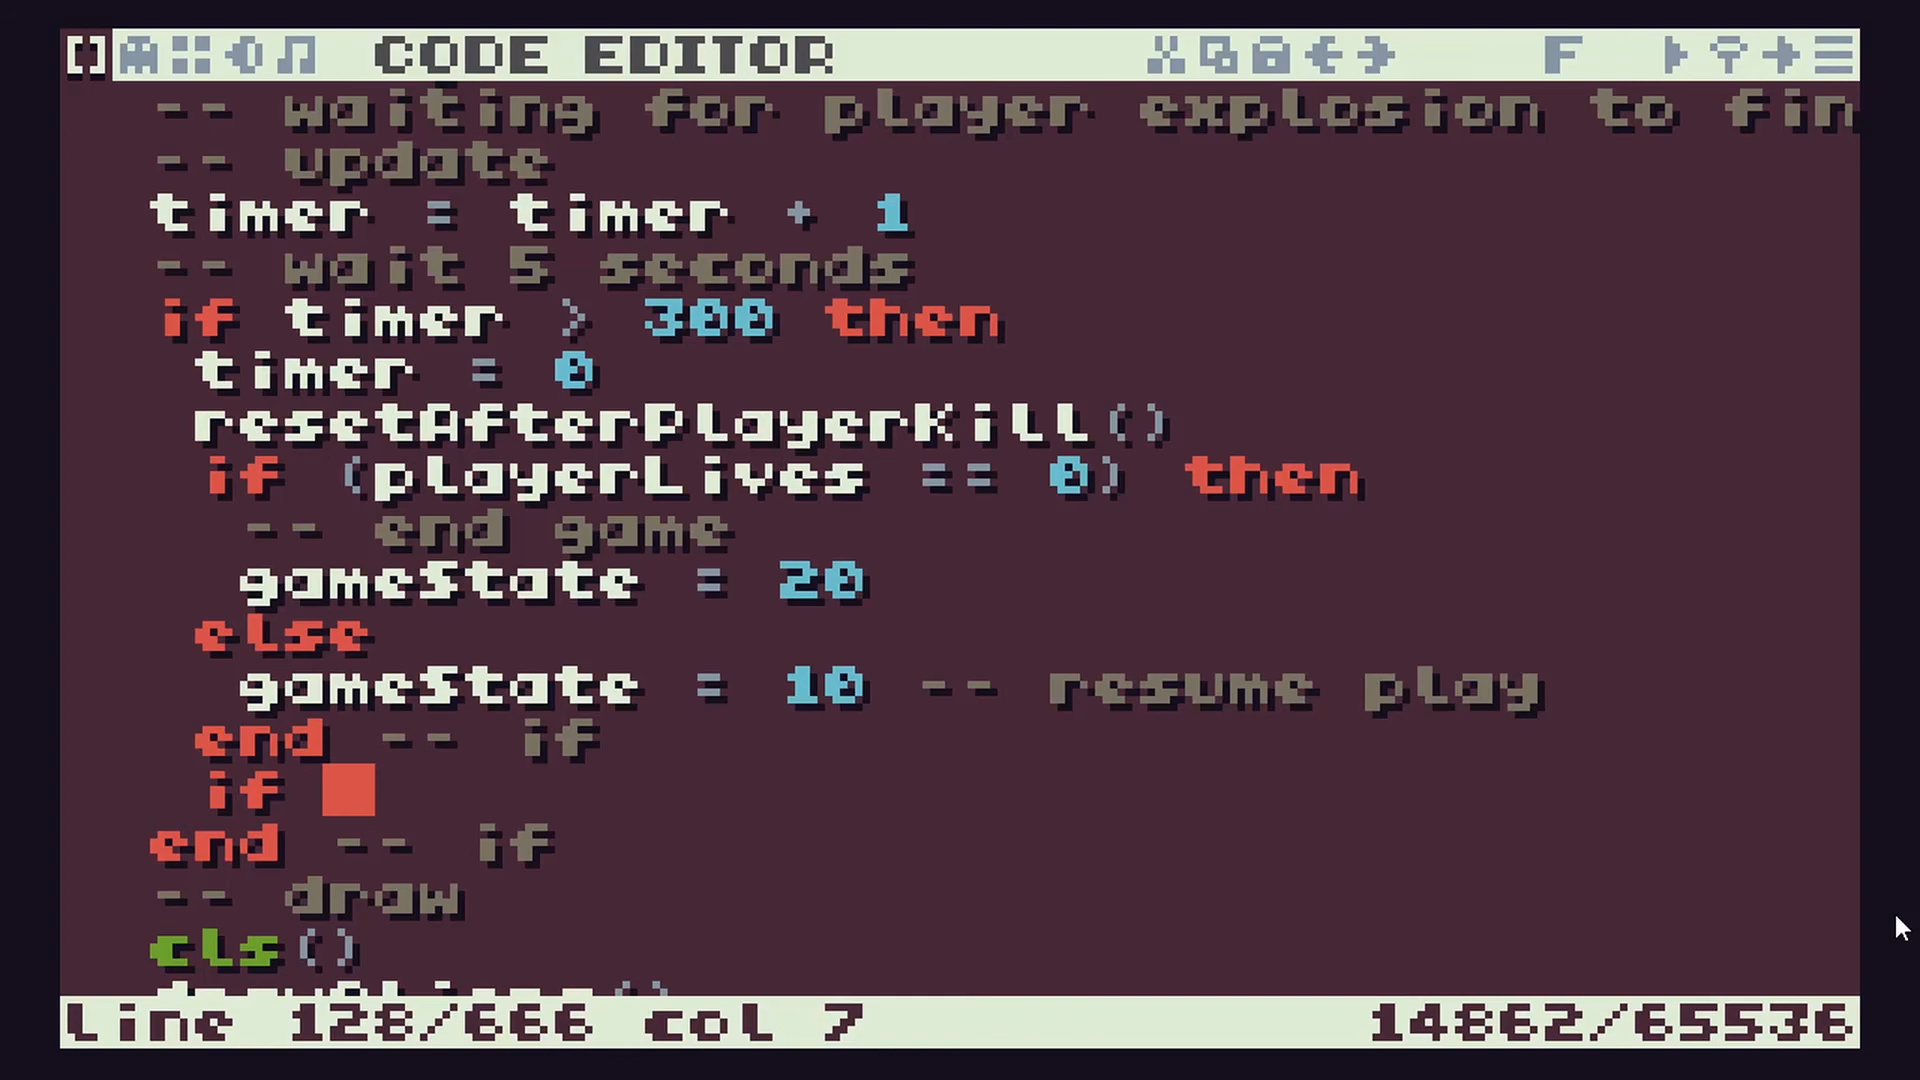 CODE EDITOR F
-- waiting for player explosion to fin
-- update
timer = timer + 1
-- wait 5 seconds
if timer > 300 then
timer = 0
resetAfterPlayerKill()
if (playerLives == 0) then
-- end game
gameState = 20
else
gameState = 10 -- resume play
end -- if
if
end -- if
-- draw
cls()
line 128/666 col 7 14862/65536